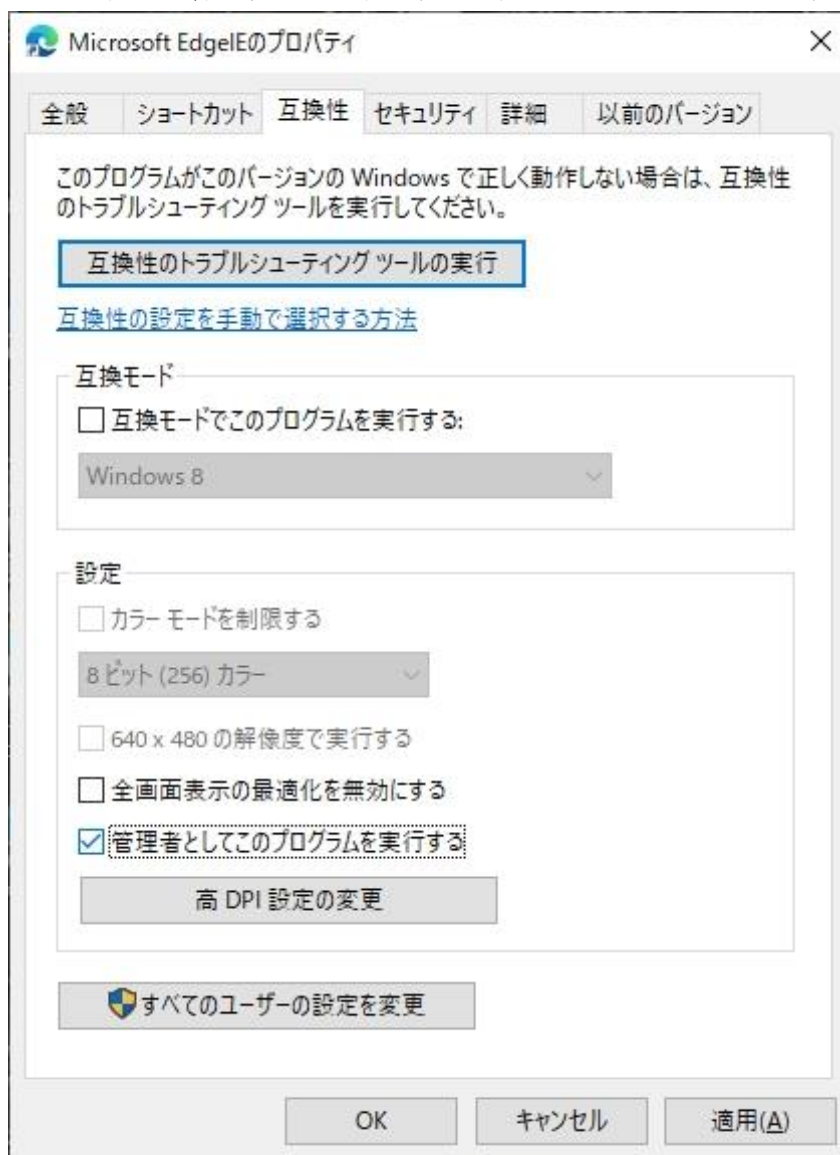 Microsoft EdgeIEのプロパティ
全般 ショートカット 互換性 セキュリティ 詳細 以前のバージョン
このプログラムがこのバージョンの Windows で正しく動作しない場合は、互換性
のトラブルシューティング ツールを実行してください。
互換性のトラブルシューティング ツールの実行
互換性の設定を手動で選択する方法
互換モード
互換モードでこのプログラムを実行する:
Windows 8
設定
カラー モードを制限する
8 ビット (256) カラー
640 x 480 の解像度で実行する
全画面表示の最適化を無効にする
管理者としてこのプログラムを実行する
高 DPI 設定の変更
すべてのユーザーの設定を変更
OK キャンセル 適用(A)